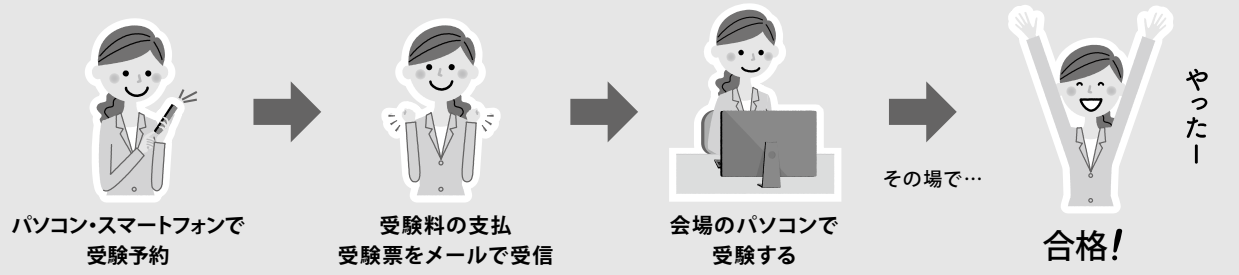 パソコン・スマートフォンで
受験予約
受験料の支払
受験票をメールで受信
会場のパソコンで
受験する
その場で…
やったー
合格！